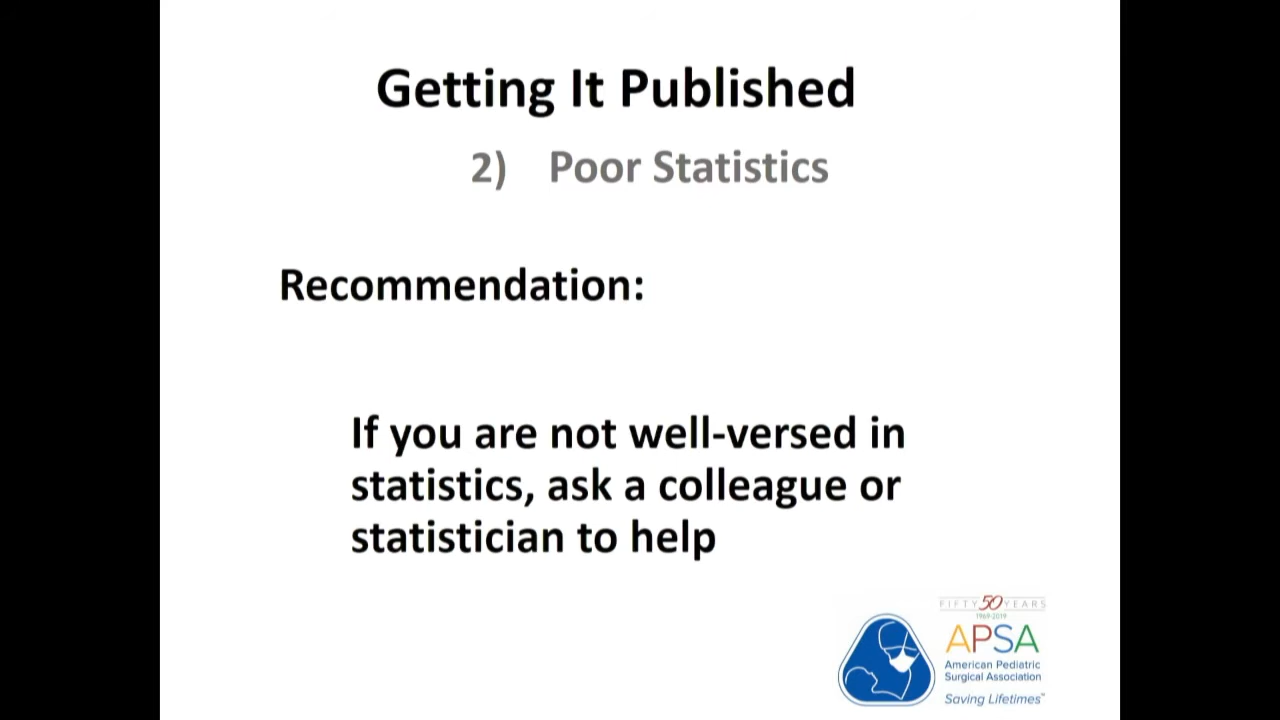 Getting It Published
2) Poor Statistics
Recommendation:
If you are not well-versed in
statistics, ask a colleague or
statistician to help
FIFTY 50 YEARS
1969-2019
APSA
American Pediatric
Surgical Association
Saving Lifetimes™